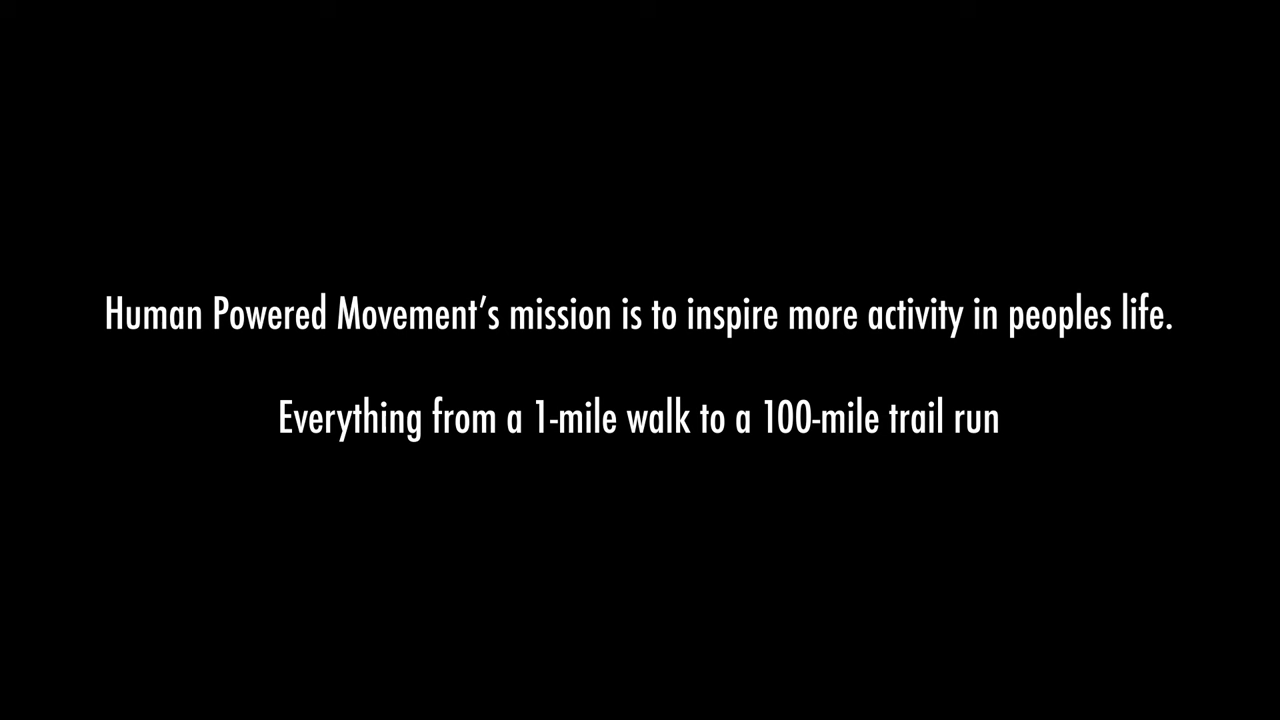 Human Powered Movement’s mission is to inspire more activity in peoples life.
Everything from a 1-mile walk to a 100-mile trail run